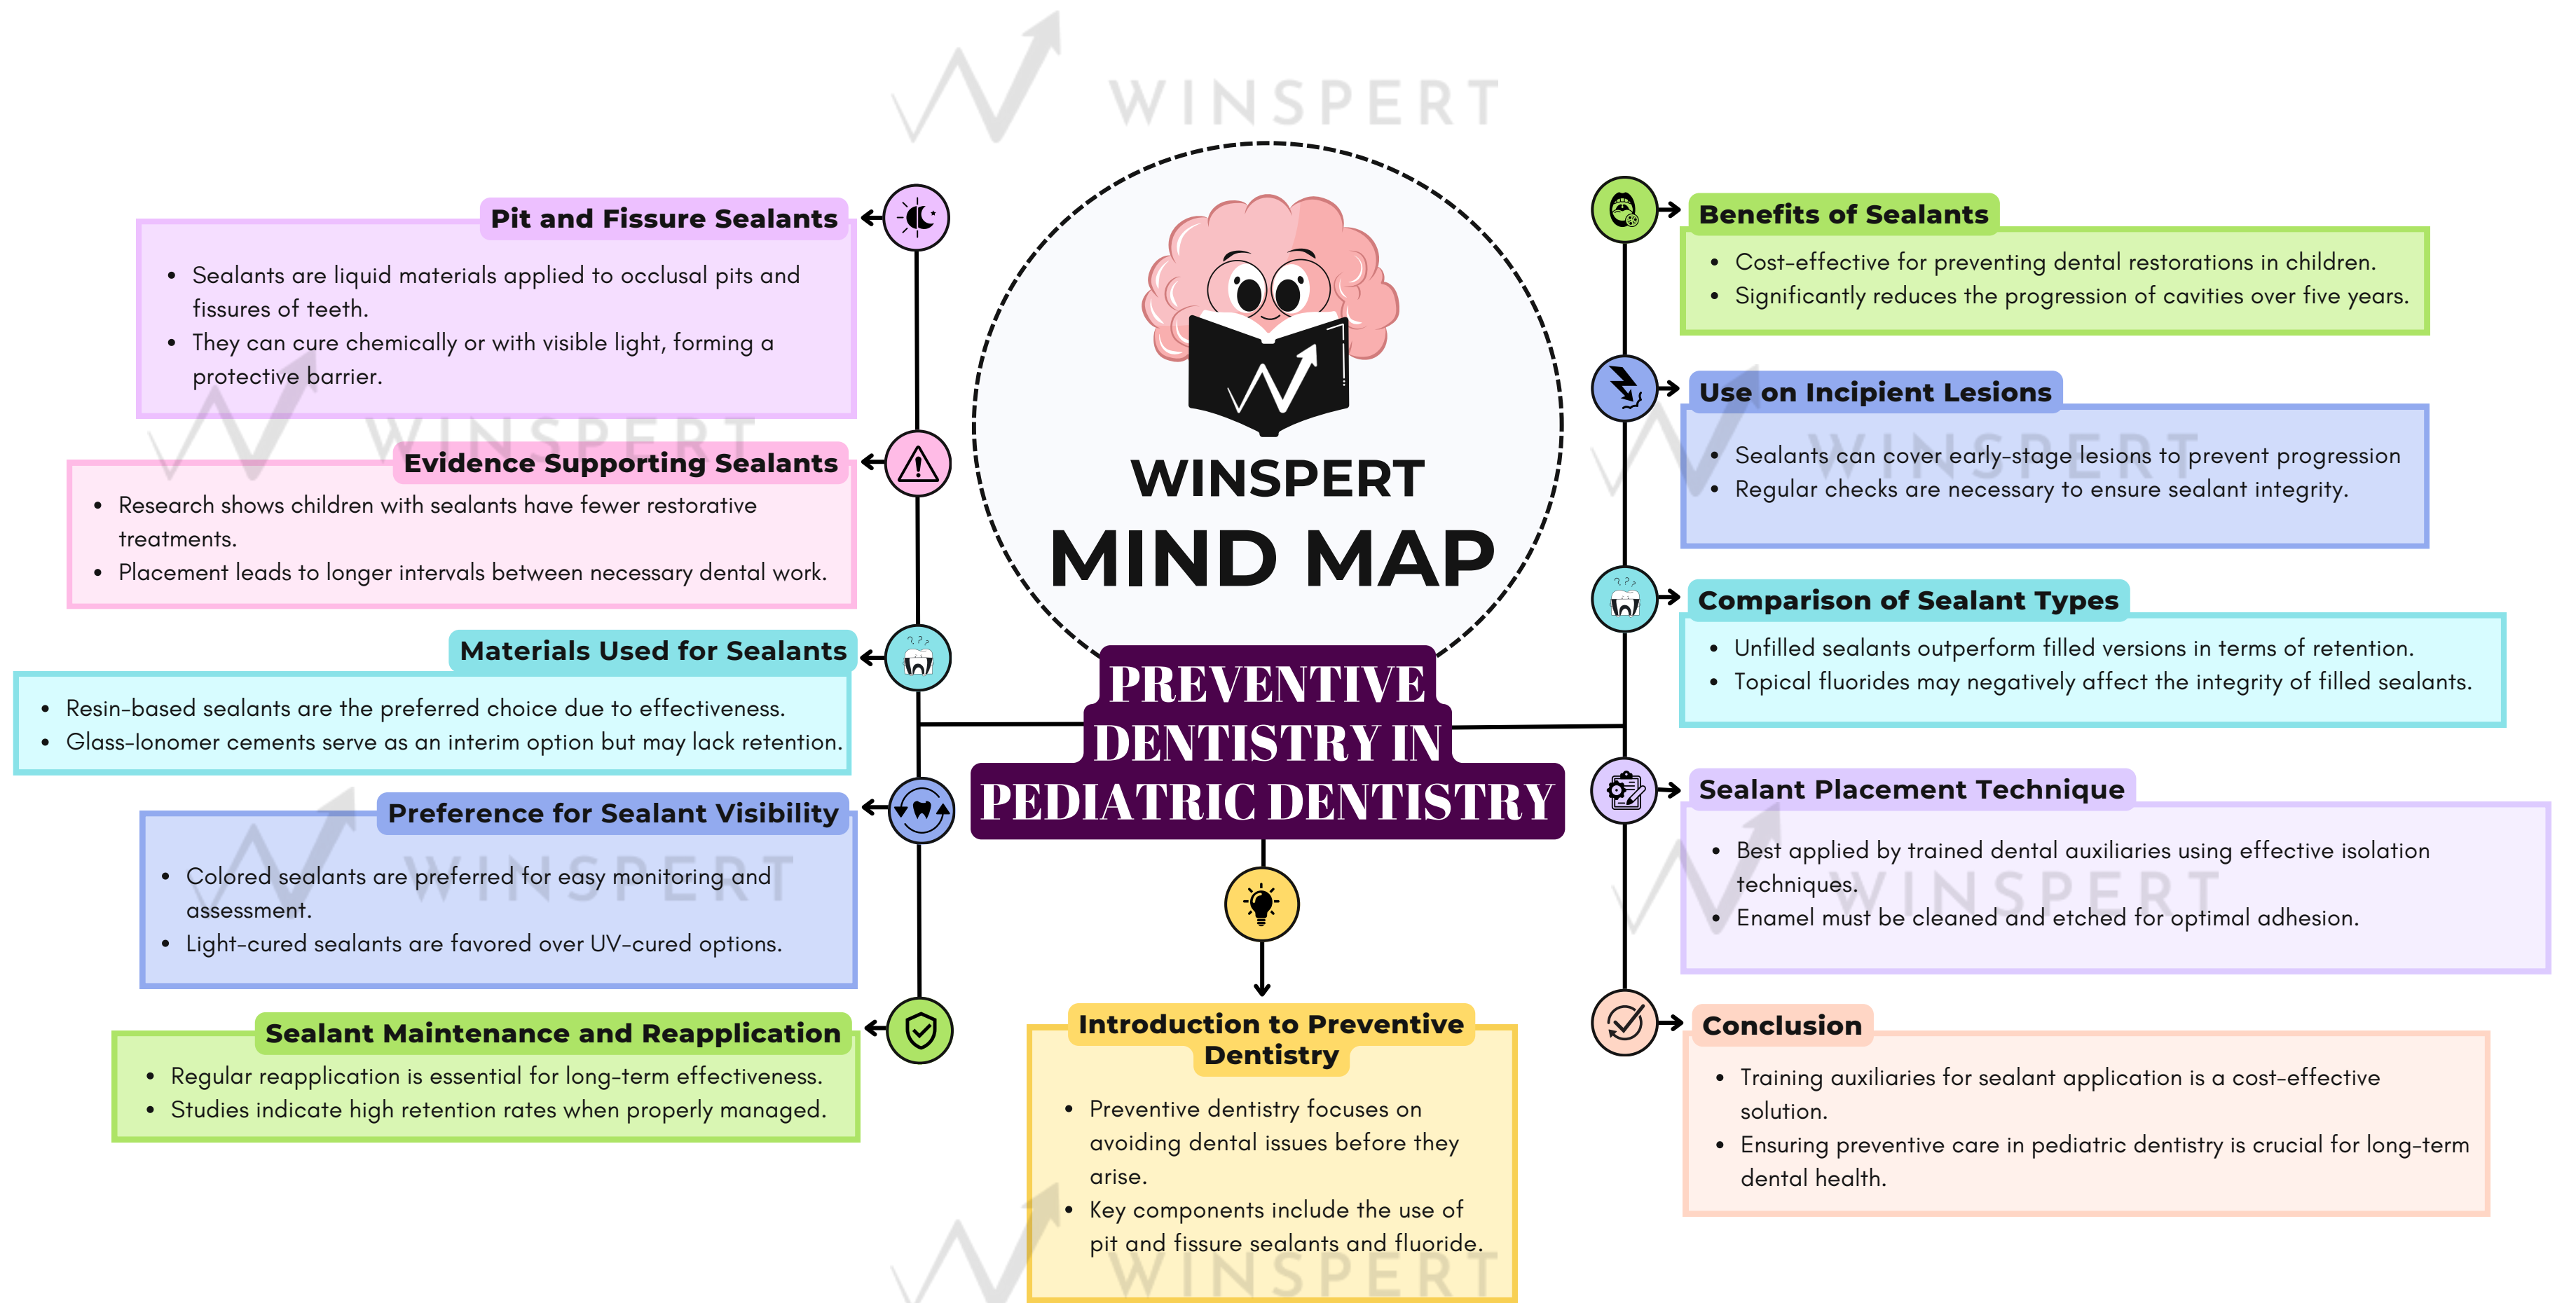 WINSPERT
WINSPERT
MIND MAP
PREVENTIVE
DENTISTRY IN
PEDIATRIC DENTISTRY
Introduction to Preventive
Dentistry
• Preventive dentistry focuses on
avoiding dental issues before they
arise.
• Key components include the use of
pit and fissure sealants and fluoride.
WINSPERT
Pit and Fissure Sealants
• Sealants are liquid materials applied to occlusal pits and
fissures of teeth.
• They can cure chemically or with visible light, forming a
protective barrier.
WINSPERT
Evidence Supporting Sealants
• Research shows children with sealants have fewer restorative
treatments.
• Placement leads to longer intervals between necessary dental work.
Materials Used for Sealants
• Resin-based sealants are the preferred choice due to effectiveness.
• Glass-Ionomer cements serve as an interim option but may lack retention.
Preference for Sealant Visibility
WINSPERT
• Colored sealants are preferred for easy monitoring and
assessment.
• Light-cured sealants are favored over UV-cured options.
Sealant Maintenance and Reapplication
• Regular reapplication is essential for long-term effectiveness.
• Studies indicate high retention rates when properly managed.
Benefits of Sealants
• Cost-effective for preventing dental restorations in children.
• Significantly reduces the progression of cavities over five years.
Use on Incipient Lesions
WINSPERT
• Sealants can cover early-stage lesions to prevent progression
• Regular checks are necessary to ensure sealant integrity.
Comparison of Sealant Types
• Unfilled sealants outperform filled versions in terms of retention.
• Topical fluorides may negatively affect the integrity of filled sealants.
Sealant Placement Technique
• Best applied by trained dental auxiliaries using effective isolation
techniques.
WINSPERT
• Enamel must be cleaned and etched for optimal adhesion.
Conclusion
• Training auxiliaries for sealant application is a cost-effective
solution.
• Ensuring preventive care in pediatric dentistry is crucial for long-term
dental health.